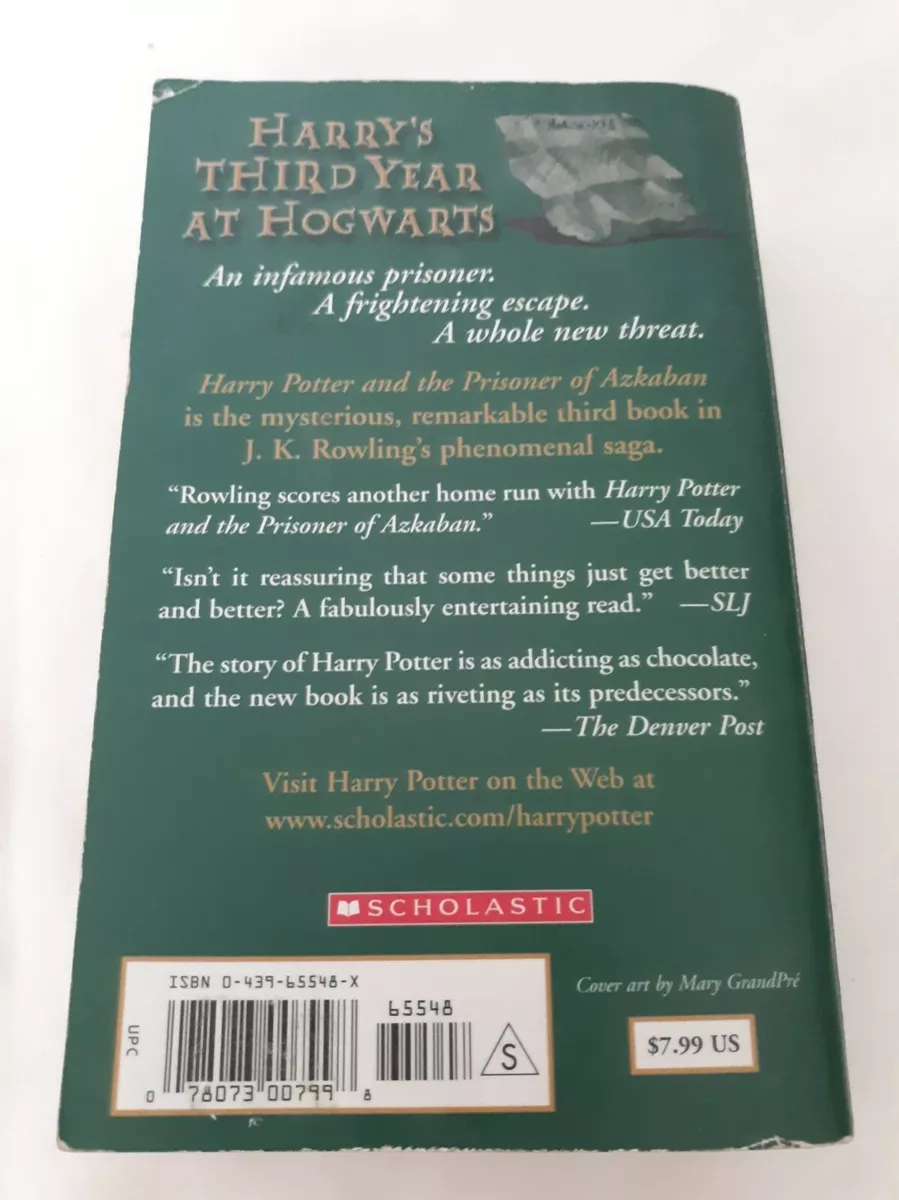 HARRY'S
THIRD YEAR
AT HOGWARTS
An infamous prisoner.
A frightening escape.
A whole new threat.
Harry Potter and the Prisoner of Azkaban
is the mysterious, remarkable third book in
J. K. Rowling's phenomenal saga.
“Rowling scores another home run with Harry Potter
and the Prisoner of Azkaban.” —USA Today
“Isn't it reassuring that some things just get better
and better? A fabulously entertaining read.” —SLJ
“The story of Harry Potter is as addicting as chocolate,
and the new book is as riveting as its predecessors.”
—The Denver Post
Visit Harry Potter on the Web at
www.scholastic.com/harrypotter
SCHOLASTIC
ISBN 0-439-65548-X
65548
UPC
S
0 78073 00799 8
Cover art by Mary GrandPré
$7.99 US